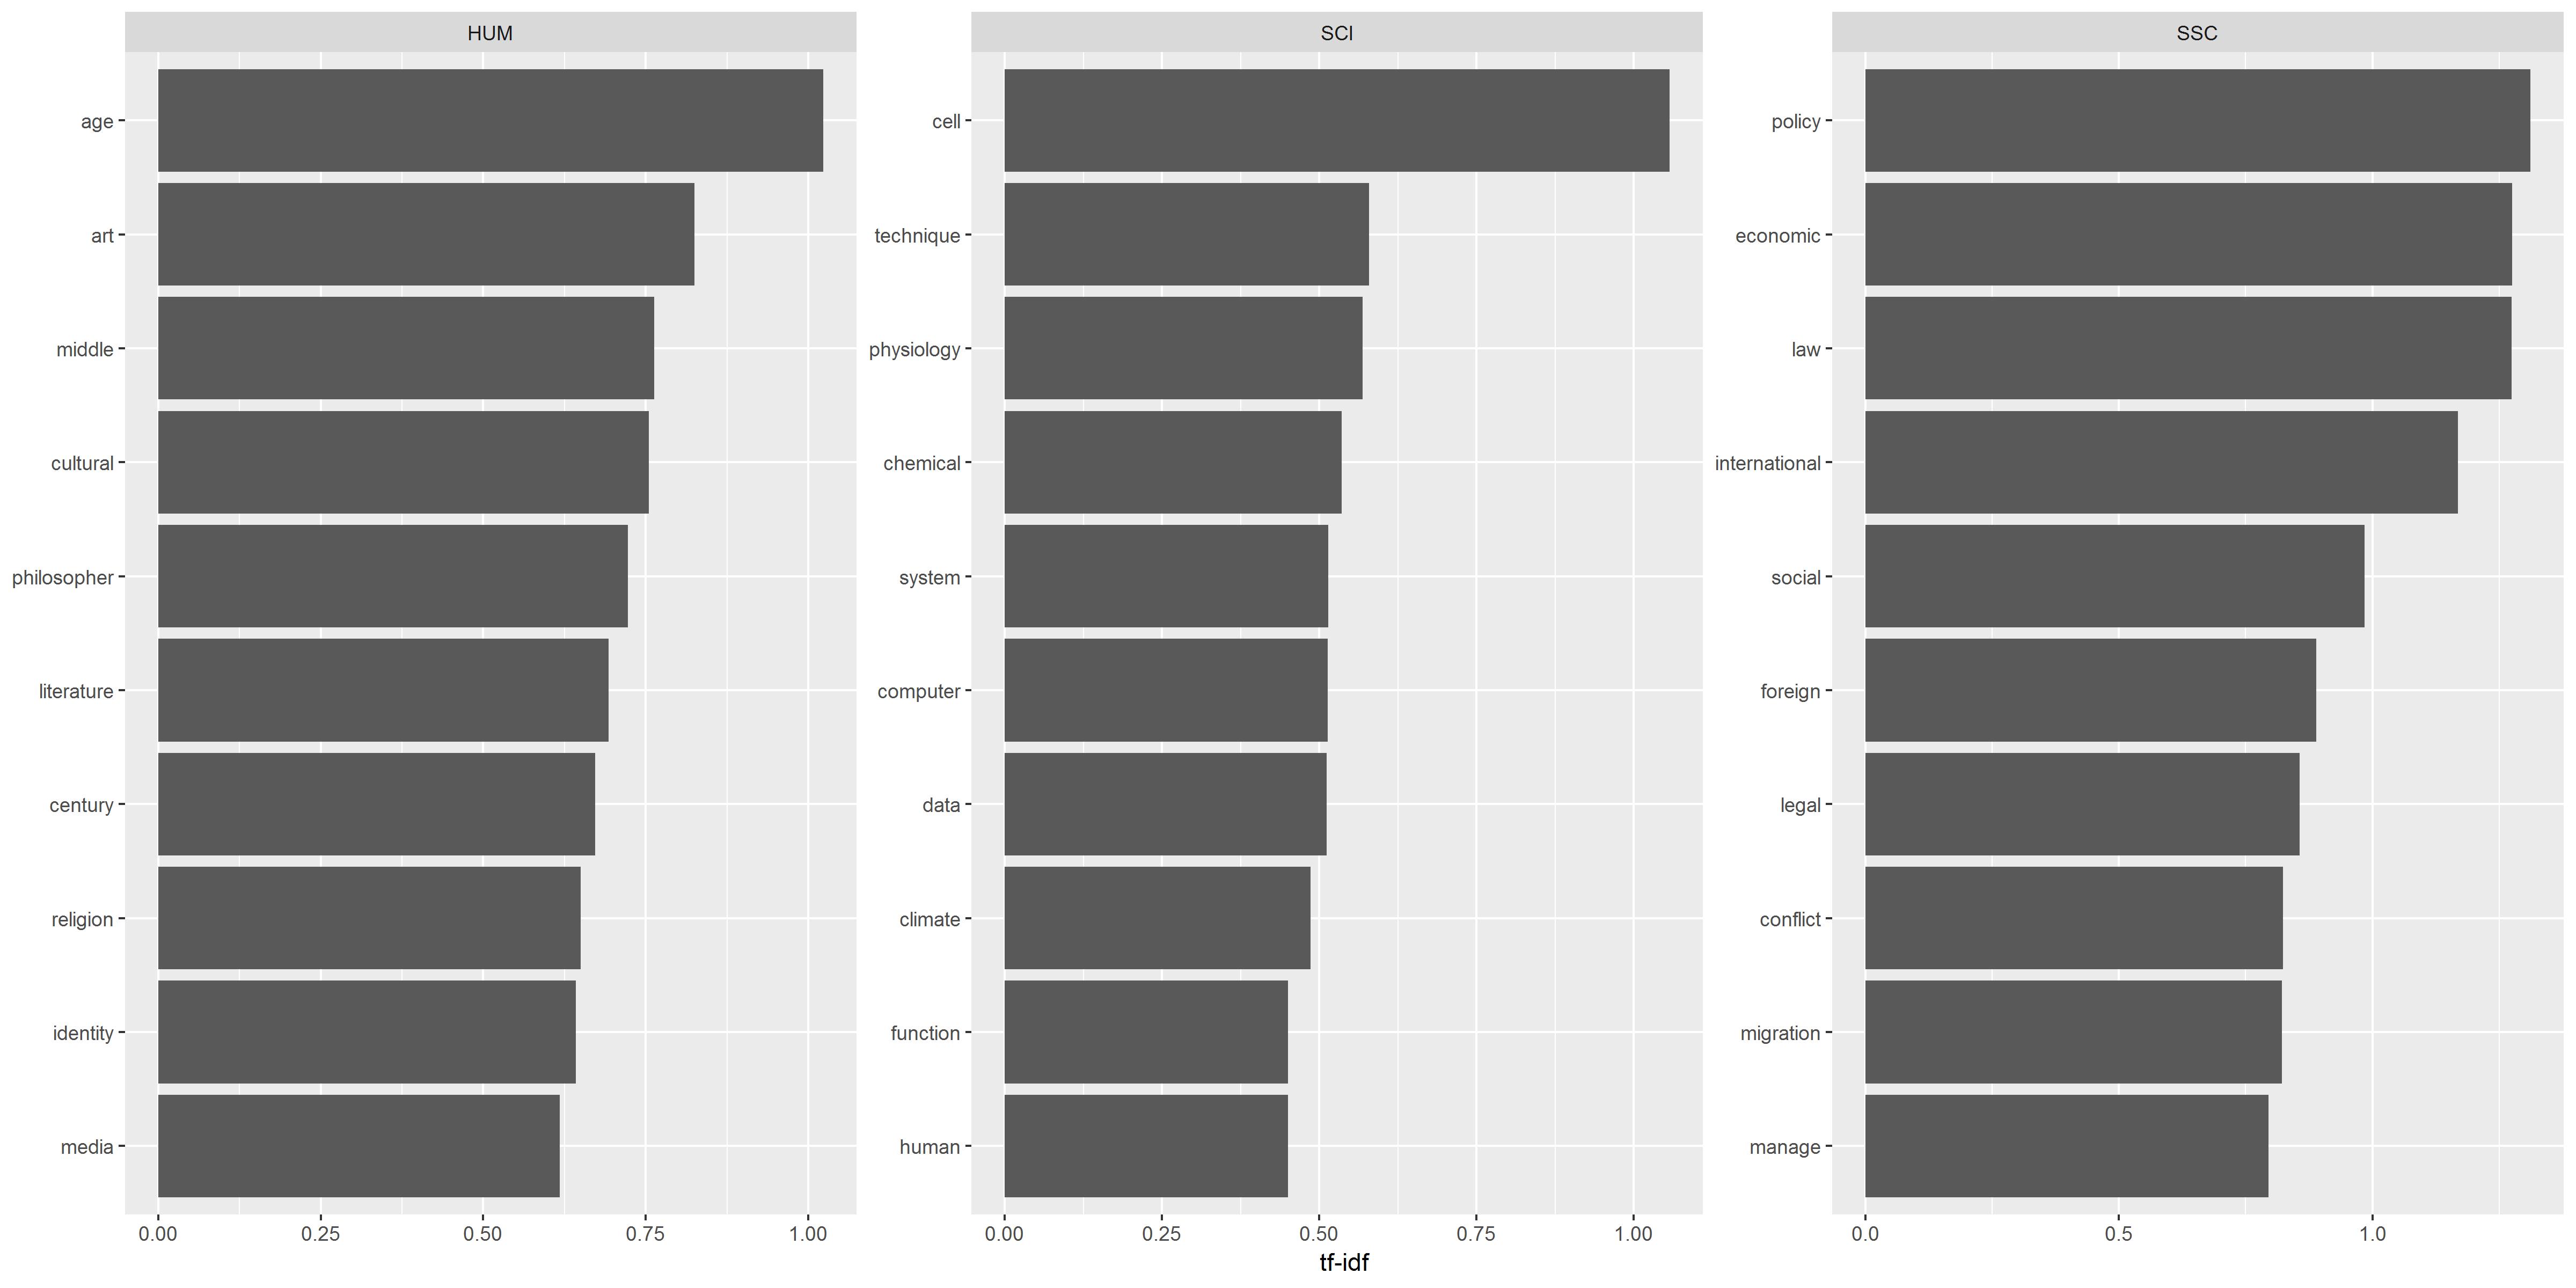 HUM
age
art
middle
cultural
philosopher
literature
century
religion
identity
media
0.00 0.25 0.50 0.75 1.00
SCI
cell
technique
physiology
chemical
system
computer
data
climate
function
human
0.00 0.25 0.50 0.75 1.00
SSC
policy
economic
law
international
social
foreign
legal
conflict
migration
manage
0.0 0.5 1.0
tf-idf